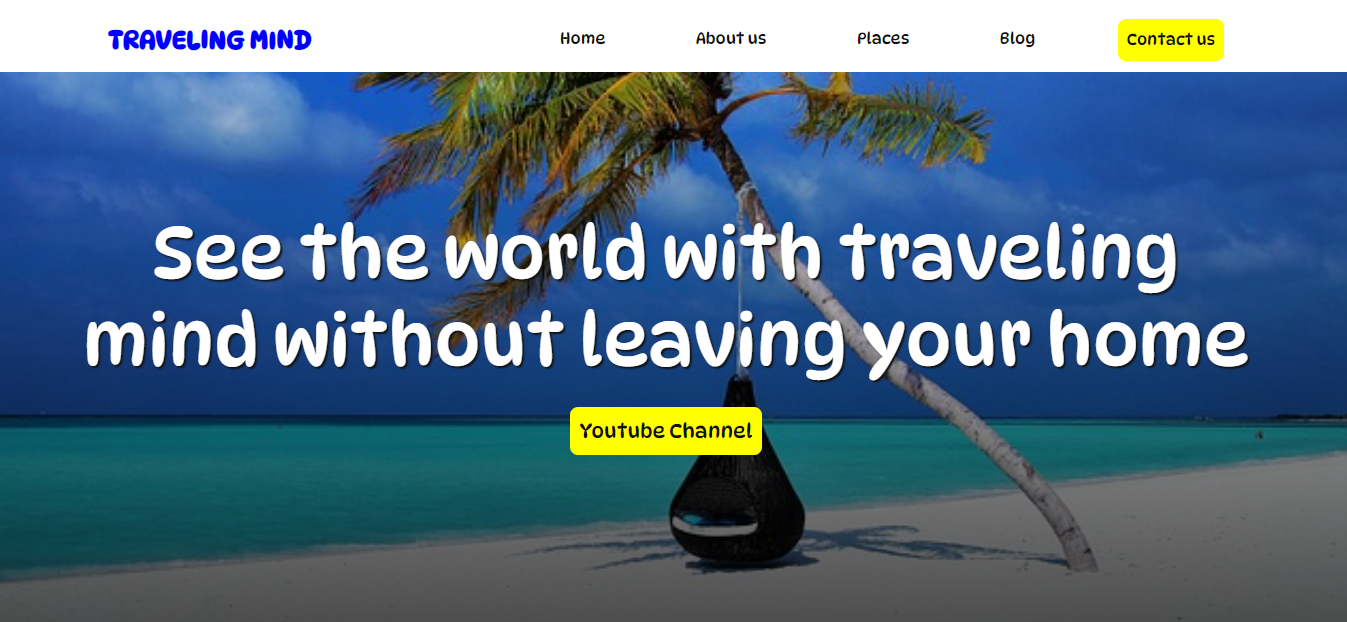 TRAVELING MIND
Home
About us
Places
Blog
Contact us
See the world with traveling
mind without leaving your home
Youtube Channel